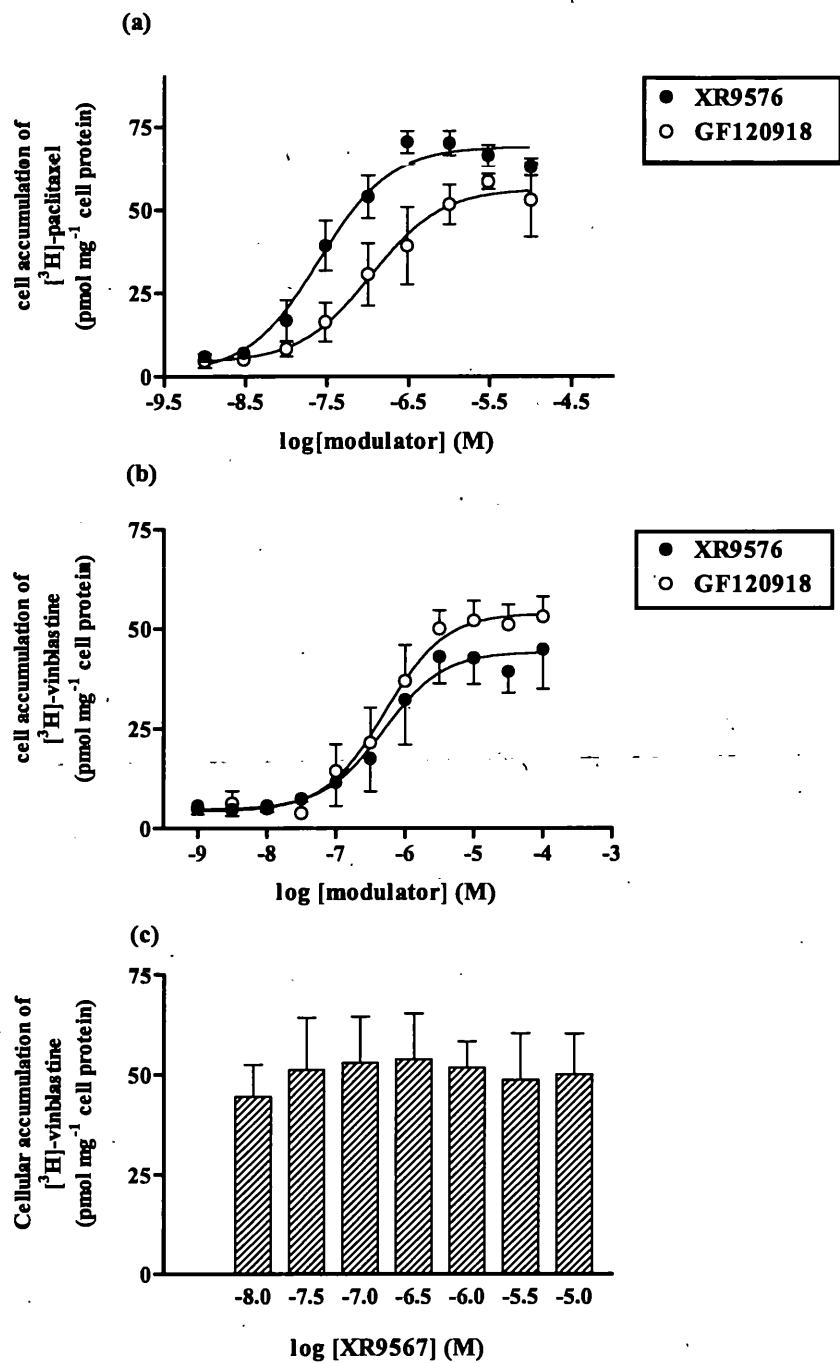 (a)
cell accumulation of
[³H]-paclitaxel
(pmol mg⁻¹ cell protein)
75
50
25
0
-9.5 -8.5 -7.5 -6.5 -5.5 -4.5
log[modulator] (M)
XR9576
GF120918
(b)
cell accumulation of
[³H]-vinblastine
(pmol mg⁻¹ cell protein)
75
50
25
0
-9 -8 -7 -6 -5 -4 -3
log [modulator] (M)
XR9576
GF120918
(c)
Cellular accumulation of
[³H]-vinblastine
(pmol mg⁻¹ cell protein)
75
50
25
0
-8.0 -7.5 -7.0 -6.5 -6.0 -5.5 -5.0
log [XR9567] (M)